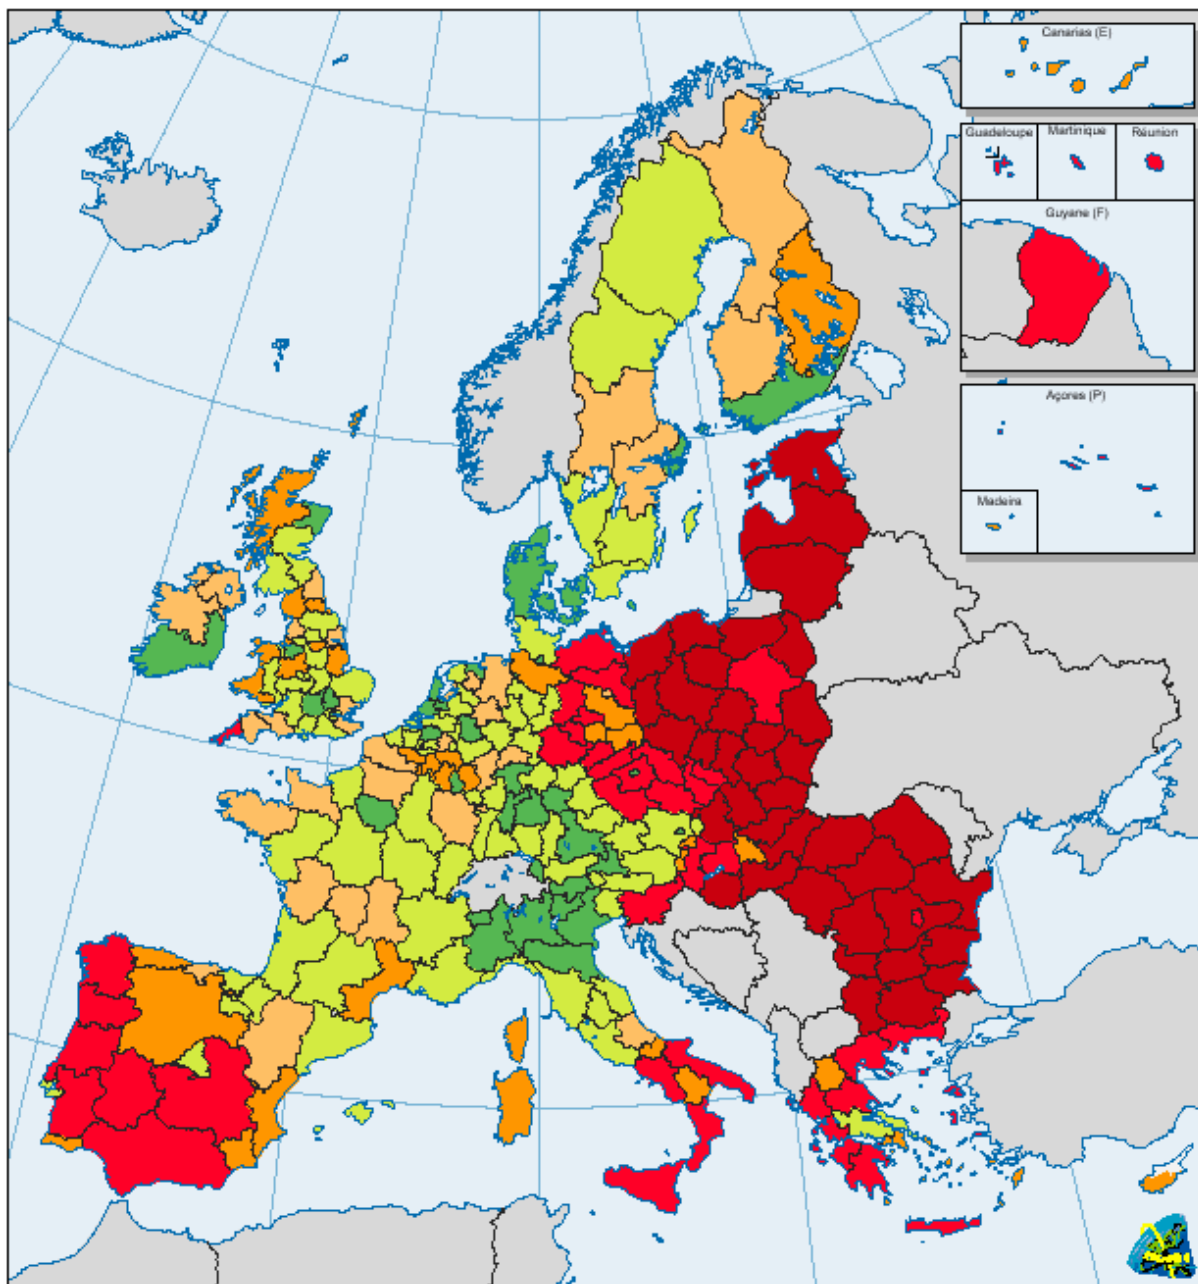 Canarias (E)
Guadeloupe
Martinique
Réunion
Guyane (F)
Açores (P)
Madeira